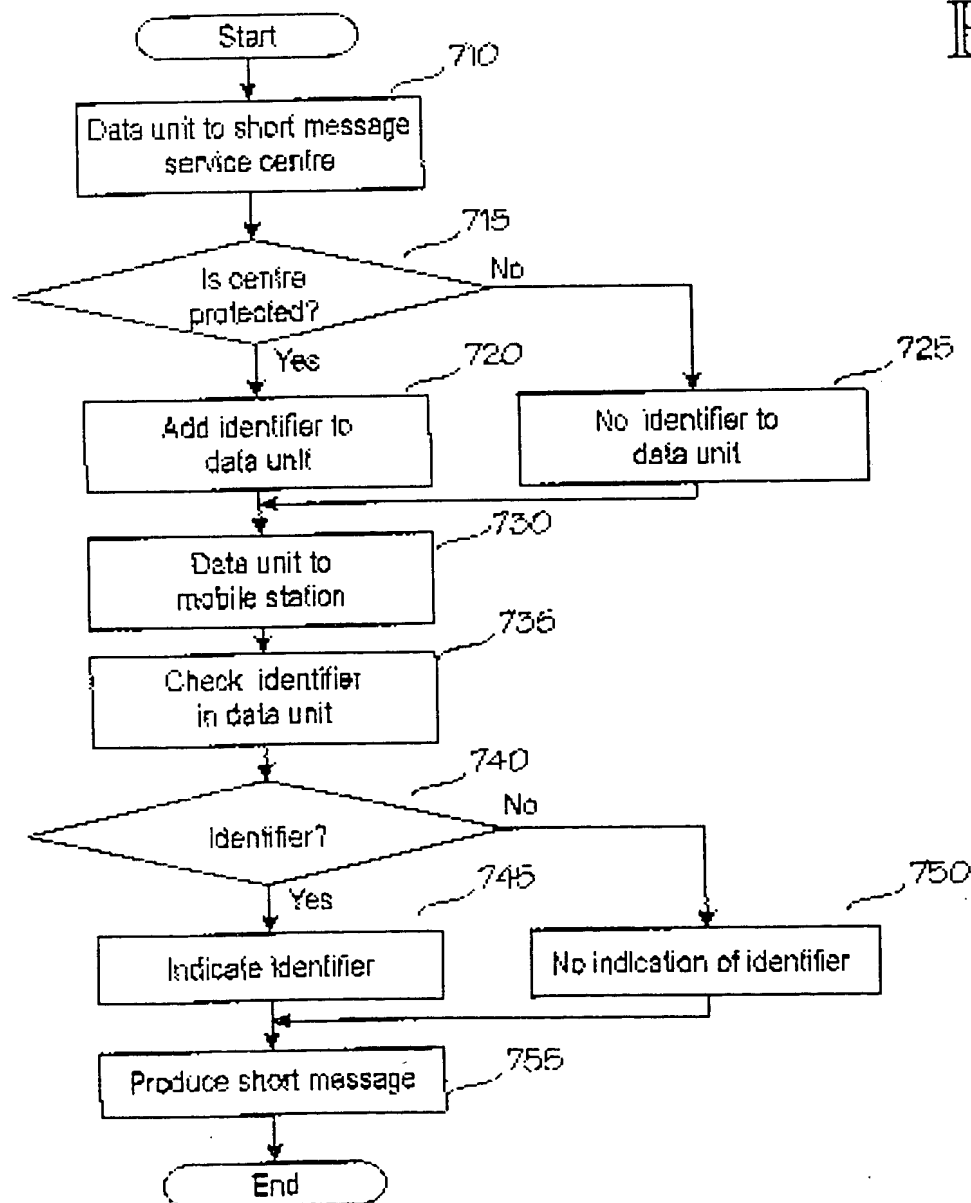 Start
710
Data unit to short message
service centre
715
Is centre
protected?
No
Yes
720
725
Add identifier to
data unit
No identifier to
data unit
730
Data unit to
mobile station
735
Check identifier
in data unit
740
Identifier?
No
Yes
745
750
Indicate identifier
No indication of identifier
755
Produce short message
End